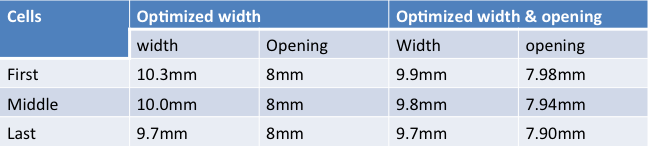 Cells Optimized width Optimized width & opening
width Opening Width opening
First 10.3mm 8mm 9.9mm 7.98mm
Middle 10.0mm 8mm 9.8mm 7.94mm
Last 9.7mm 8mm 9.7mm 7.90mm